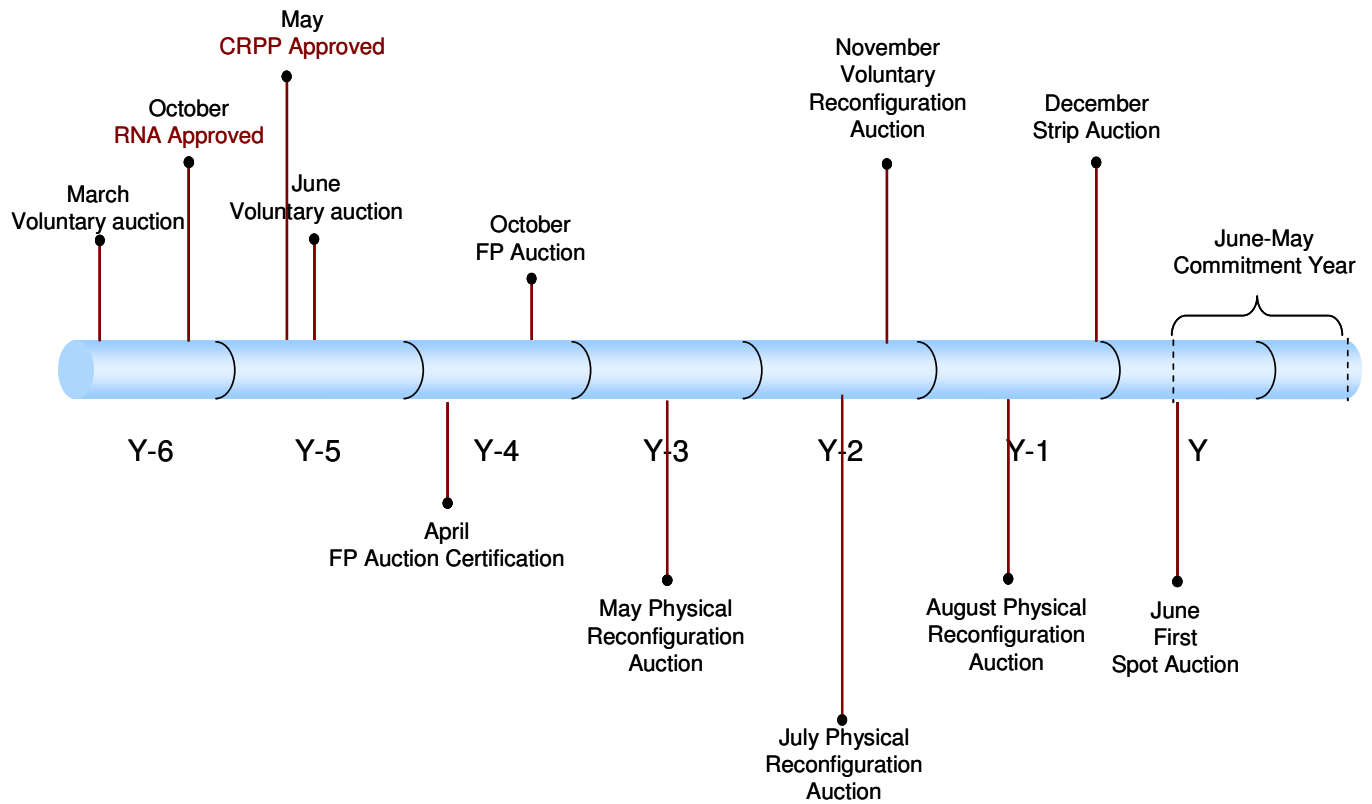 May
CRPP Approved
October
RNA Approved
March
Voluntary auction
June
Voluntary auction
October
FP Auction
November
Voluntary
Reconfiguration
Auction
December
Strip Auction
June-May
Commitment Year
Y-6
Y-5
Y-4
Y-3
Y-2
Y-1
Y
April
FP Auction Certification
May Physical
Reconfiguration
Auction
July Physical
Reconfiguration
Auction
August Physical
Reconfiguration
Auction
June
First
Spot Auction